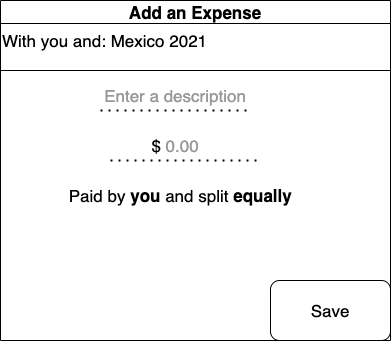 Add an Expense
With you and: Mexico 2021
Enter a description
$ 0.00
Paid by you and split equally
Save